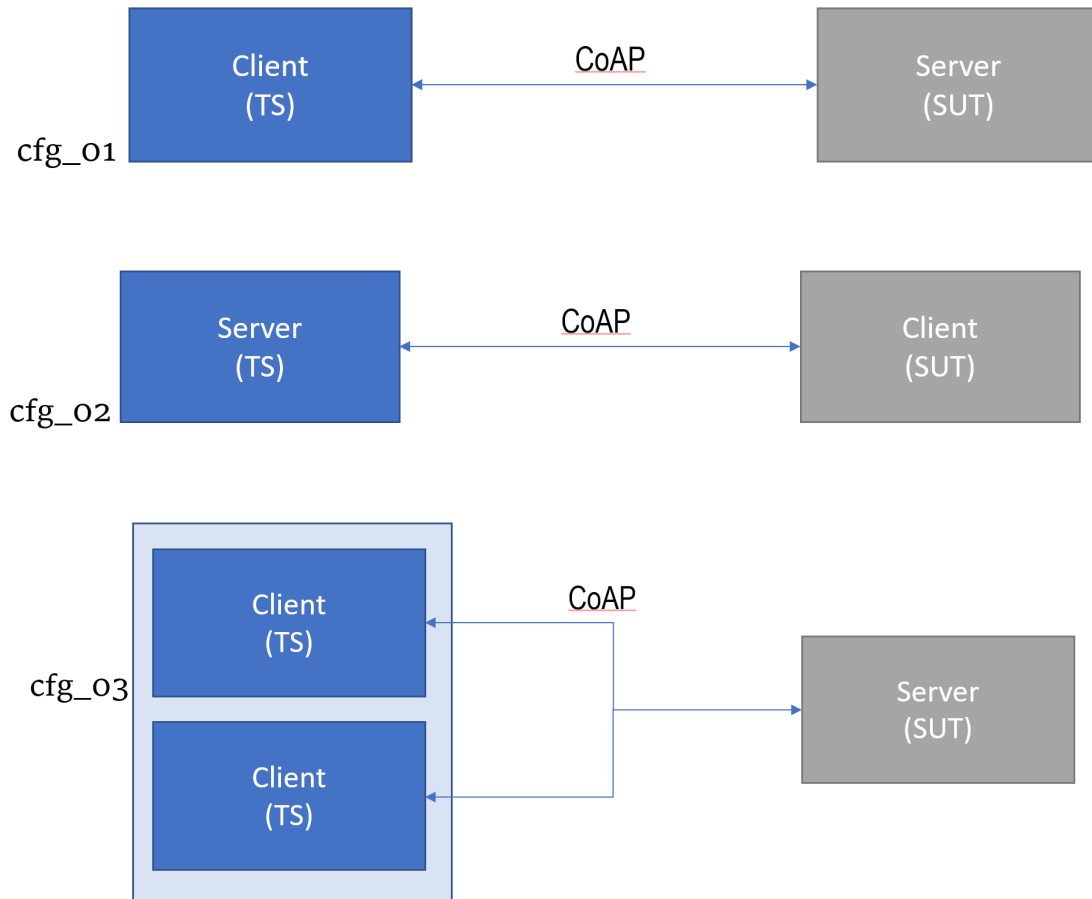 Client
(TS)
CoAP
Server
(SUT)
cfg_01
Server
(TS)
CoAP
Client
(SUT)
cfg_02
Client
(TS)
CoAP
cfg_03
Server
(SUT)
Client
(TS)